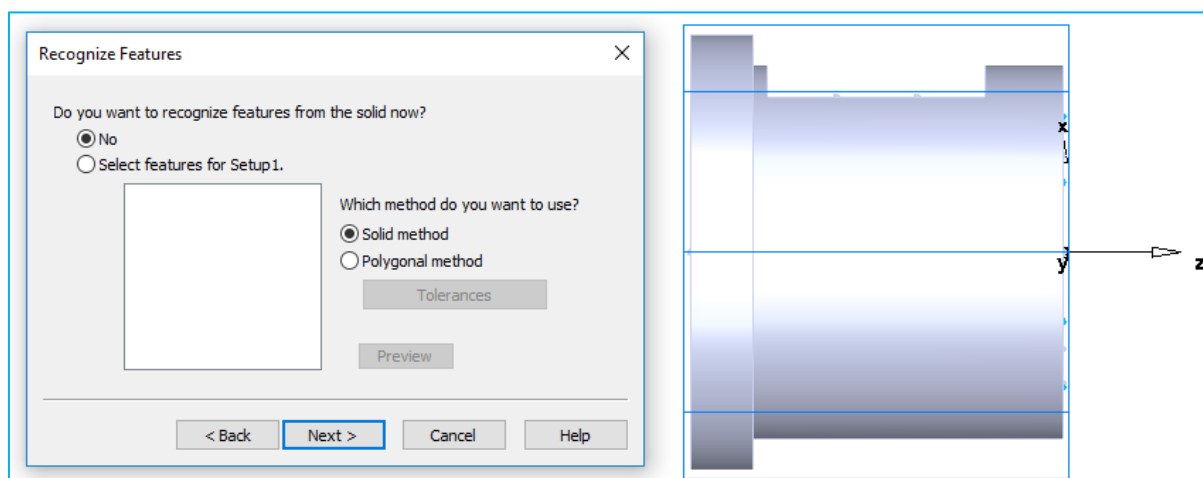 Recognize Features
Do you want to recognize features from the solid now?
No
Select features for Setup1.
Which method do you want to use?
Solid method
Polygonal method
Tolerances
Preview
< Back
Next >
Cancel
Help
x
y
z